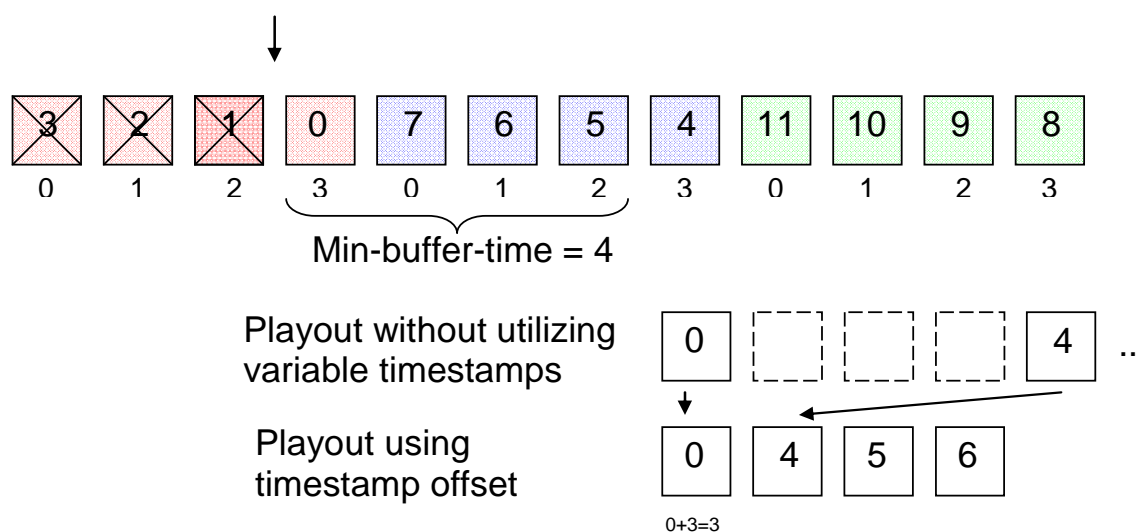 3 2 1 0 7 6 5 4 11 10 9 8
0 1 2 3 0 1 2 3 0 1 2 3
Min-buffer-time = 4
Playout without utilizing
variable timestamps
0 4 ..
Playout using
timestamp offset
0 4 5 6
0+3=3